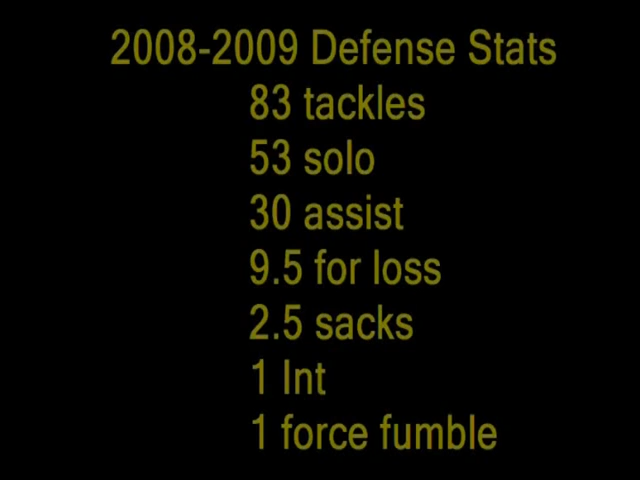 2008-2009 Defense Stats
83 tackles
53 solo
30 assist
9.5 for loss
2.5 sacks
1 Int
1 force fumble